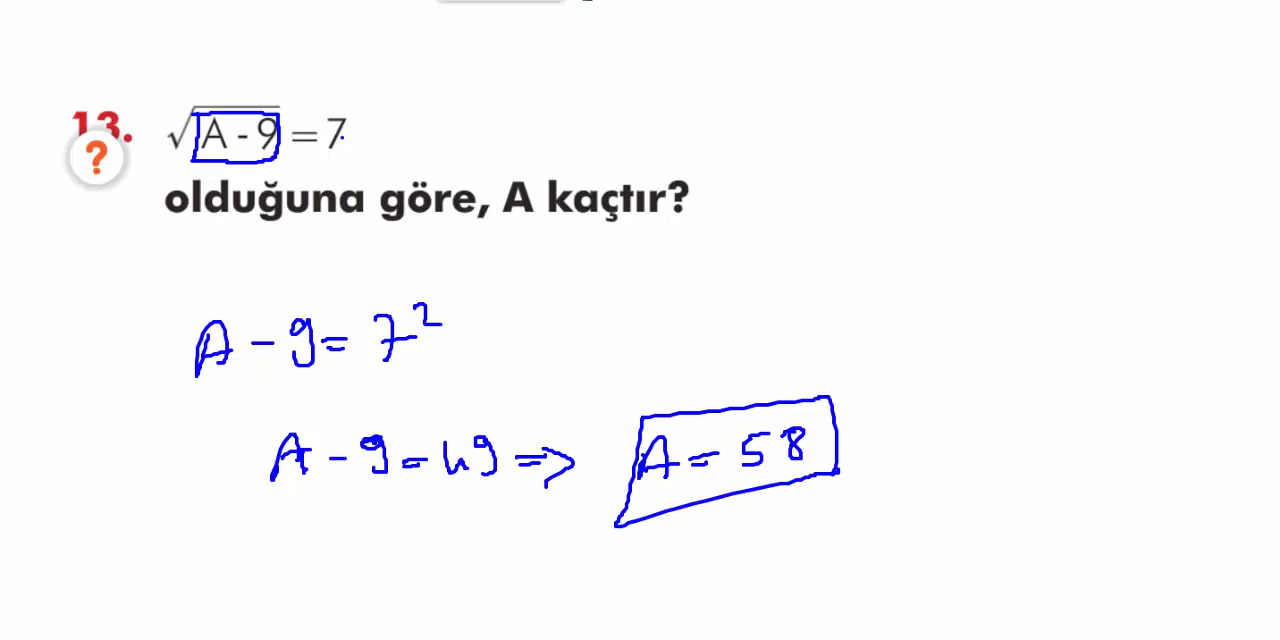 13. √A - 9 = 7
?
olduğuna göre, A kaçtır?
A - 9 = 7²
A - 9 = 49 => A = 58